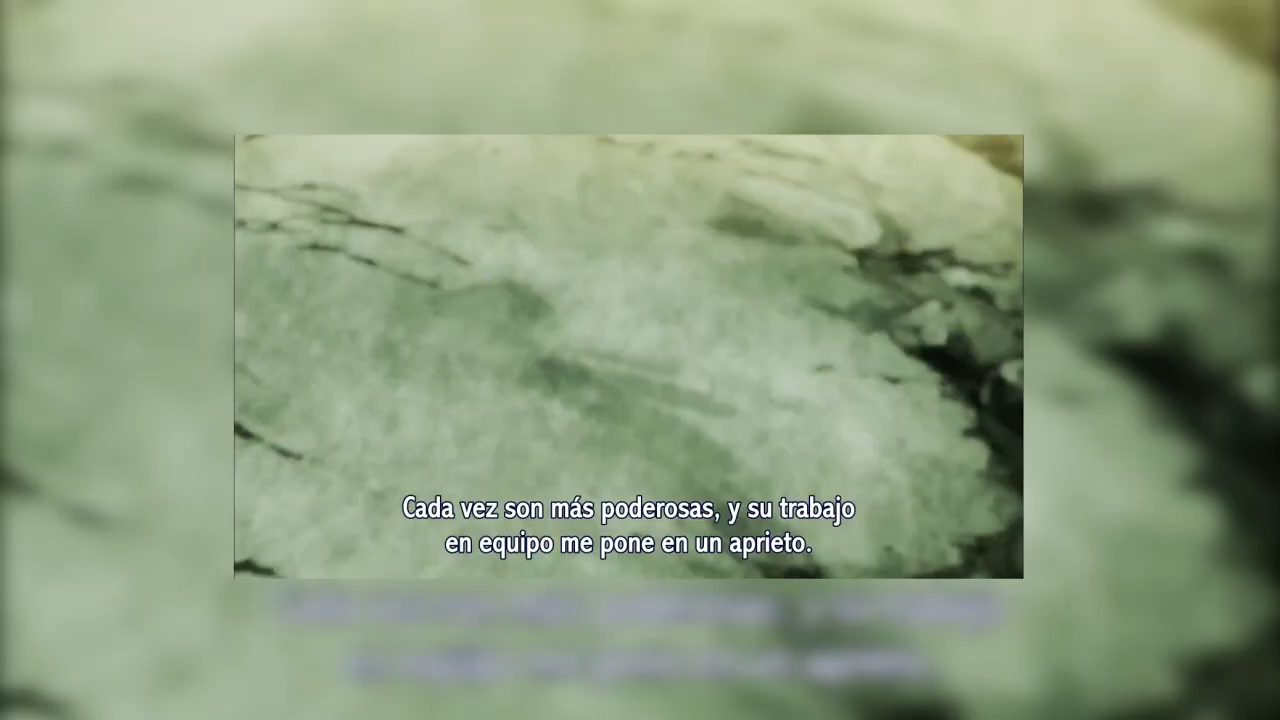 Cada vez son más poderosas, y su trabajo
en equipo me pone en un aprieto.